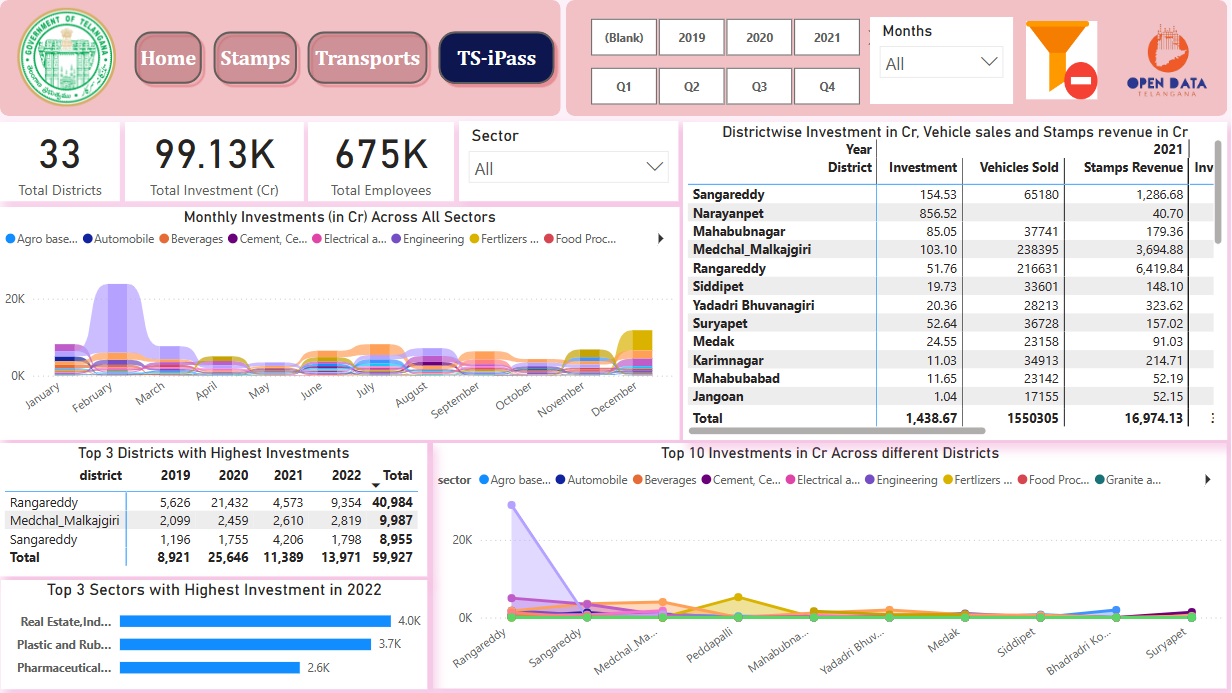 GOVERNMENT OF TELANGANA
Home
Stamps
Transports
TS-iPass
(Blank)
2019
2020
2021
Q1
Q2
Q3
Q4
Months
All
OPEN DATA
TELANGANA
33
Total Districts
99.13K
Total Investment (Cr)
675K
Total Employees
Sector
All
Districtwise Investment in Cr, Vehicle sales and Stamps revenue in Cr
Year 2021
District Investment Vehicles Sold Stamps Revenue Inv
Sangareddy 154.53 65180 1,286.68
Narayanpet 856.52 40.70
Mahabubnagar 85.05 37741 179.36
Medchal_Malkajgiri 103.10 238395 3,694.88
Rangareddy 51.76 216631 6,419.84
Siddipet 19.73 33601 148.10
Yadadri Bhuvanagiri 20.36 28213 323.62
Suryapet 52.64 36728 157.02
Medak 24.55 23158 91.03
Karimnagar 11.03 34913 214.71
Mahabubabad 11.65 23142 52.19
Jangoan 1.04 17155 52.15
Total 1,438.67 1550305 16,974.13
Monthly Investments (in Cr) Across All Sectors
Agro base... Automobile Beverages Cement, Ce... Electrical a... Engineering Fertlizers ... Food Proc...
20K
0K
January February March April May June July August September October November December
Top 3 Districts with Highest Investments
district 2019 2020 2021 2022 Total
Rangareddy 5,626 21,432 4,573 9,354 40,984
Medchal_Malkajgiri 2,099 2,459 2,610 2,819 9,987
Sangareddy 1,196 1,755 4,206 1,798 8,955
Total 8,921 25,646 11,389 13,971 59,927
Top 3 Sectors with Highest Investment in 2022
Real Estate,Ind... 4.0K
Plastic and Rub... 3.7K
Pharmaceutical... 2.6K
Top 10 Investments in Cr Across different Districts
sector Agro base... Automobile Beverages Cement, Ce... Electrical a... Engineering Fertlizers ... Food Proc... Granite a...
20K
0K
Rangareddy Sangareddy Medchal_Ma... Peddapalli Mahabubna... Yadadri Bhuv... Medak Siddipet Bhadradri Ko... Suryapet